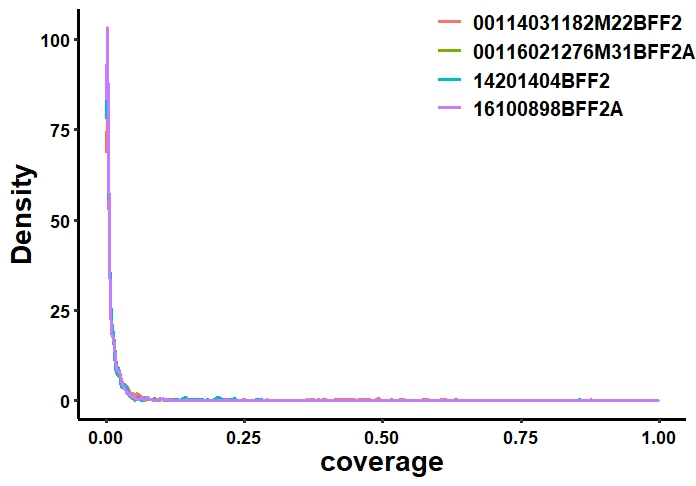 00114031182M22BFF2
00116021276M31BFF2A
14201404BFF2
16100898BFF2A
Density
100
75
50
25
0
0.00 0.25 0.50 0.75 1.00
coverage